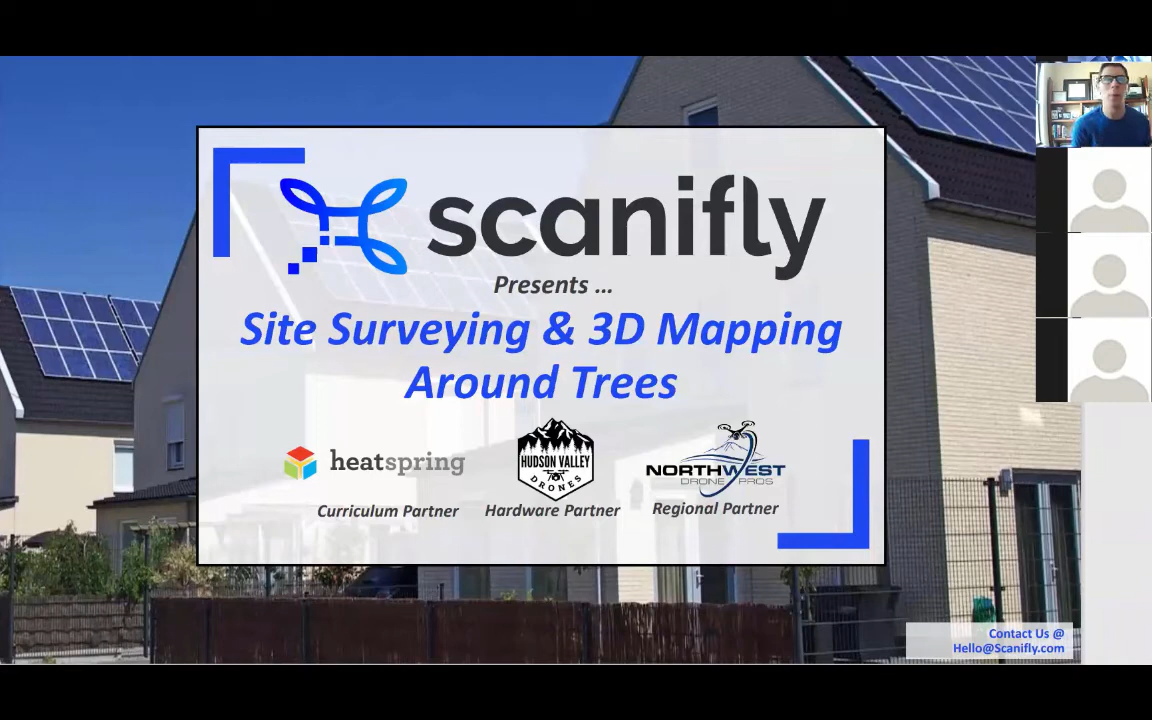 scanifly
Presents ...
Site Surveying & 3D Mapping
Around Trees
heatspring
HUDSON VALLEY
DRONES
NORTHWEST
DRONE PROS
Curriculum Partner
Hardware Partner
Regional Partner
Contact Us @
Hello@Scanifly.com